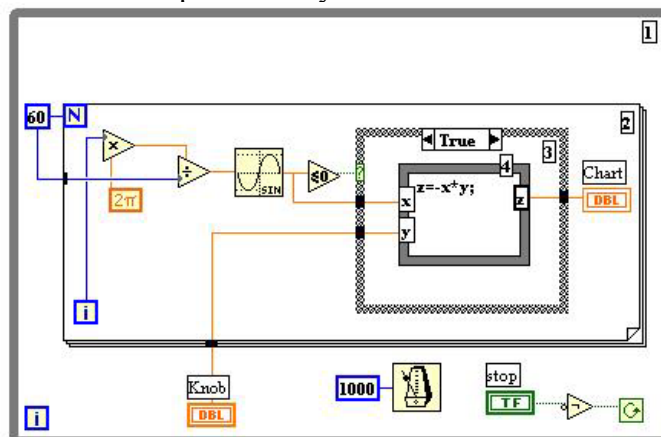 1
60
N
2
True
3
×
÷
SIN
≤0
?
4
z=-x*y;
x
z
y
Chart
DBL
2π
i
Knob
DBL
1000
stop
TF
i